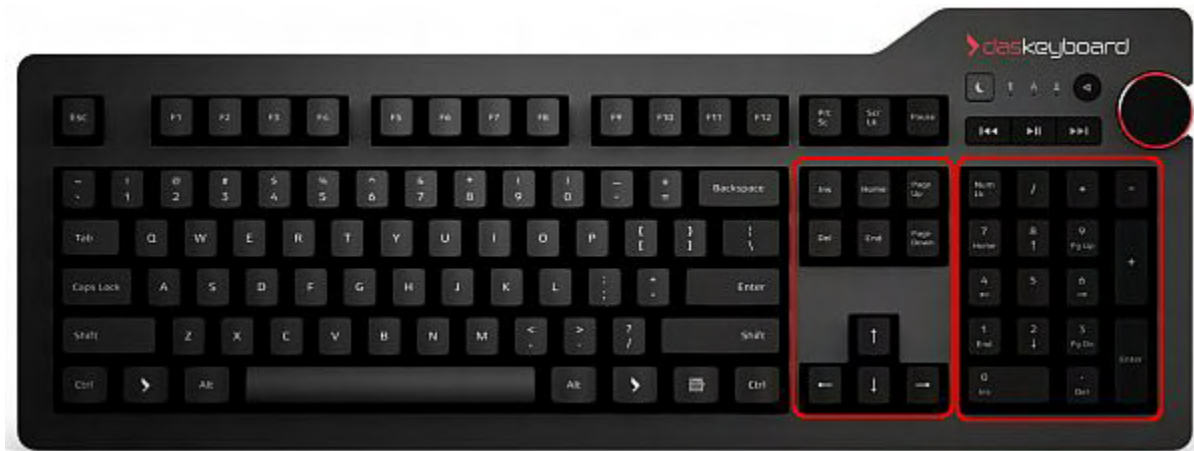 daskeyboard
Esc F1 F2 F3 F4 F5 F6 F7 F8 F9 F10 F11 F12 Prt Sc Scr Lk Pause
~ ` ! 1 @ 2 # 3 $ 4 % 5 ^ 6 & 7 * 8 ( 9 ) 0 _ - + = Backspace Ins Home Page Up Num Lk / * -
Tab Q W E R T Y U I O P { [ } ] | \ Del End Page Down 7 Home 8 ↑ 9 Pg Up +
Caps Lock A S D F G H J K L : ; " ' Enter 4 ← 5 6 →
Shift Z X C V B N M < , > . ? / Shift ↑ 1 End 2 ↓ 3 Pg Dn Enter
Ctrl Alt Alt Ctrl ← ↓ → 0 Ins . Del